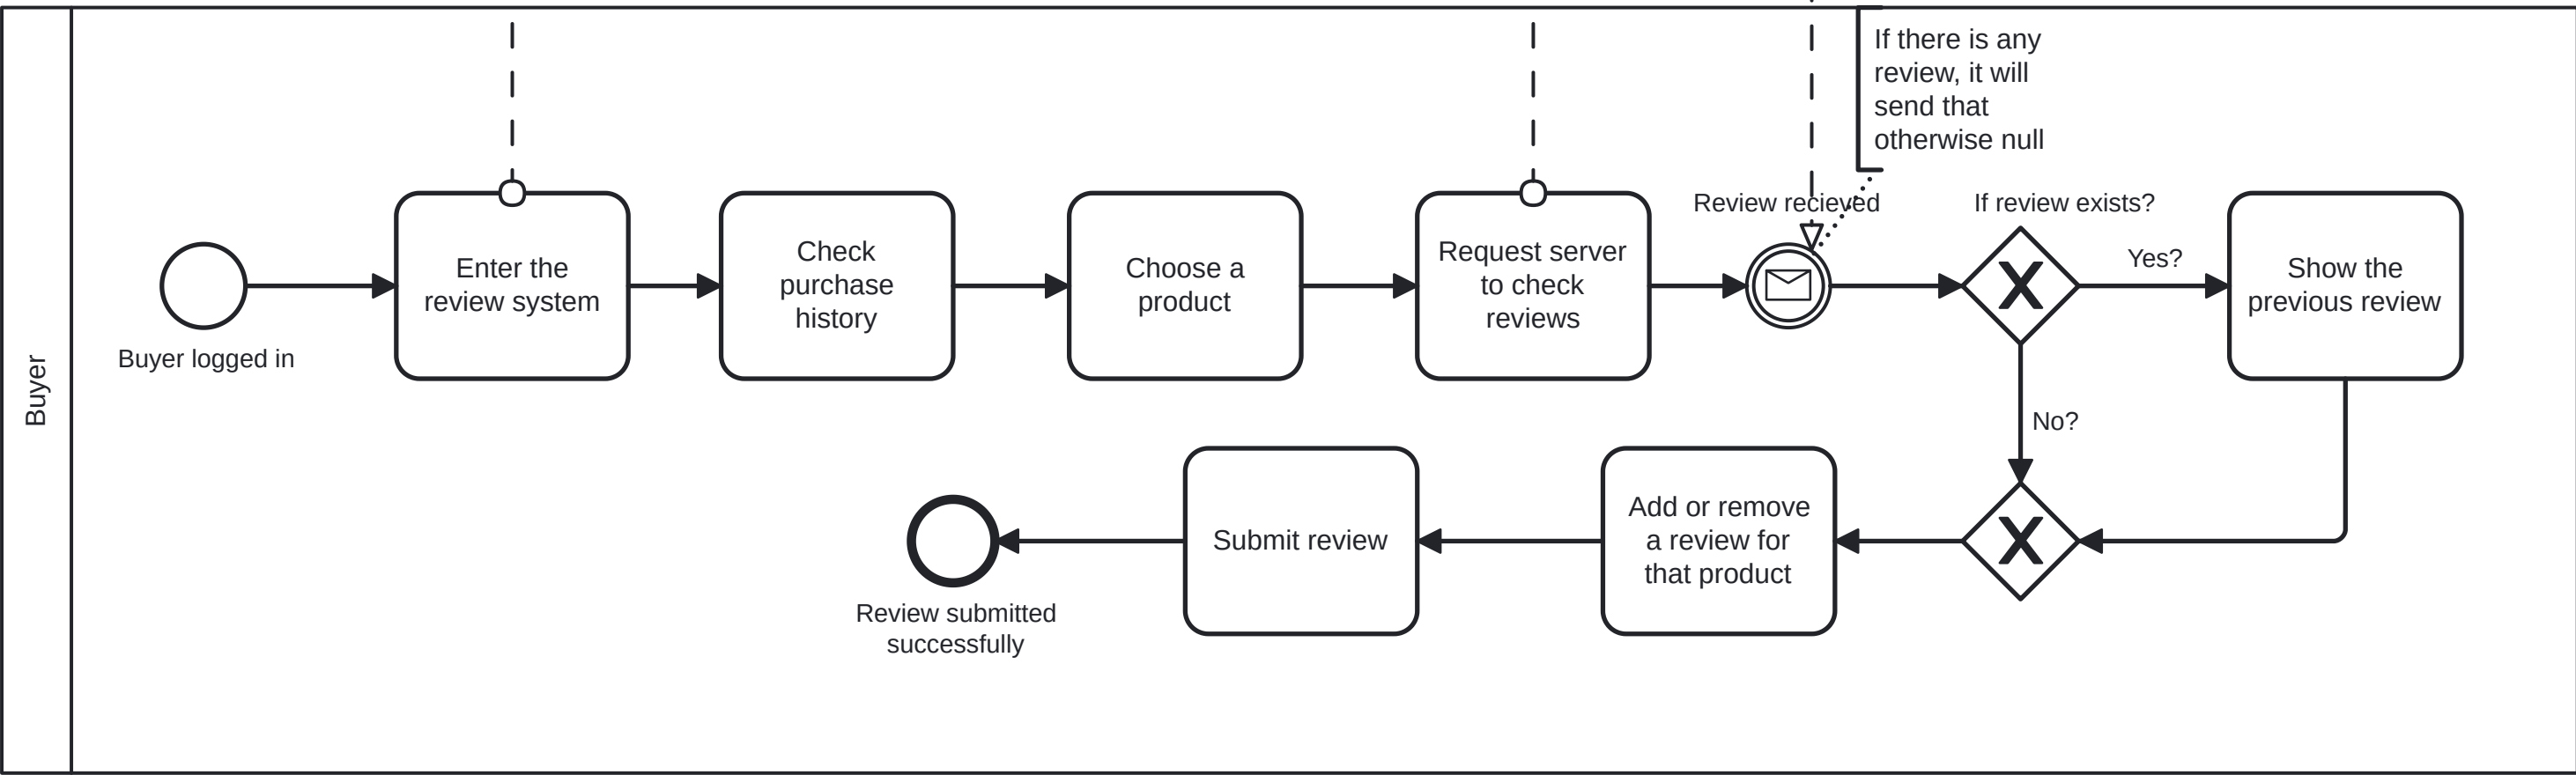 Buyer
Buyer logged in
Enter the
review system
Check
purchase
history
Choose a
product
Request server
to check
reviews
Review recieved
If there is any
review, it will
send that
otherwise null
If review exists?
Yes?
Show the
previous review
No?
Add or remove
a review for
that product
Submit review
Review submitted
successfully